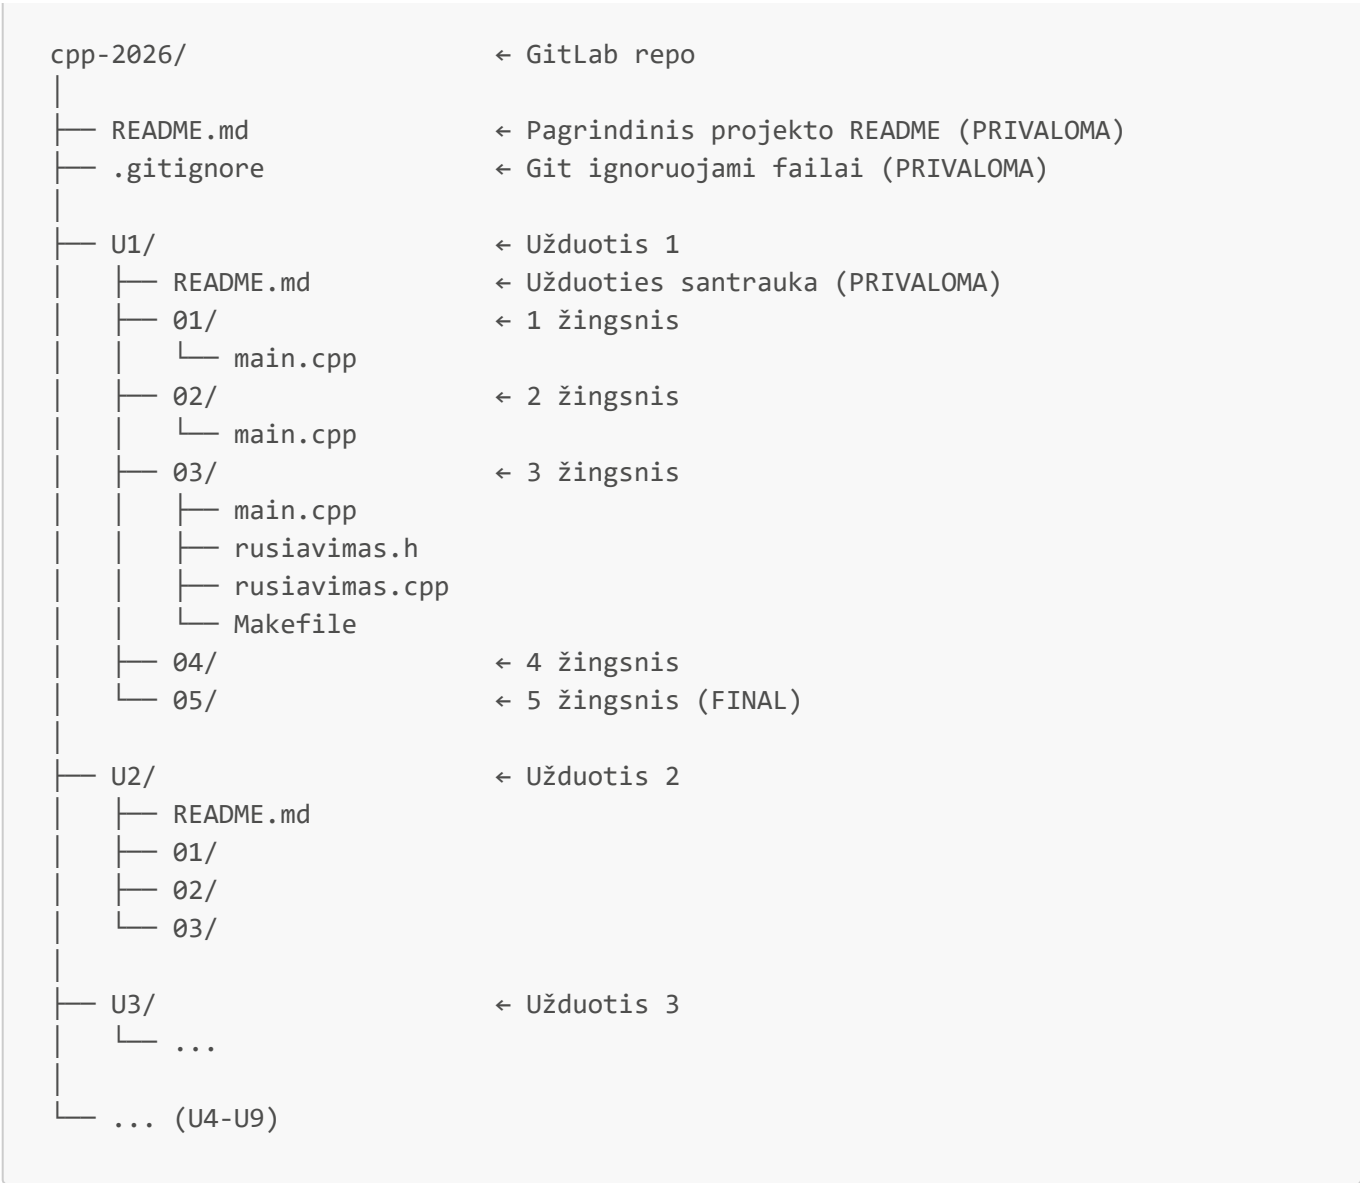 cpp-2026/                    ← GitLab repo
│
├── README.md                ← Pagrindinis projekto README (PRIVALOMA)
├── .gitignore               ← Git ignoruojami failai (PRIVALOMA)
│
├── U1/                      ← Užduotis 1
│   ├── README.md            ← Užduoties santrauka (PRIVALOMA)
│   ├── 01/                  ← 1 žingsnis
│   │   └── main.cpp
│   ├── 02/                  ← 2 žingsnis
│   │   └── main.cpp
│   ├── 03/                  ← 3 žingsnis
│   │   ├── main.cpp
│   │   ├── rusiavimas.h
│   │   ├── rusiavimas.cpp
│   │   └── Makefile
│   ├── 04/                  ← 4 žingsnis
│   └── 05/                  ← 5 žingsnis (FINAL)
│
├── U2/                      ← Užduotis 2
│   ├── README.md
│   ├── 01/
│   ├── 02/
│   └── 03/
│
├── U3/                      ← Užduotis 3
│   └── ...
│
└── ... (U4-U9)